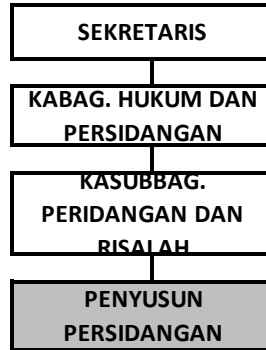 SEKRETARIS
KABAG. HUKUM DAN
PERSIDANGAN
KASUBBAG.
PERIDANGAN DAN
RISALAH
PENYUSUN
PERSIDANGAN